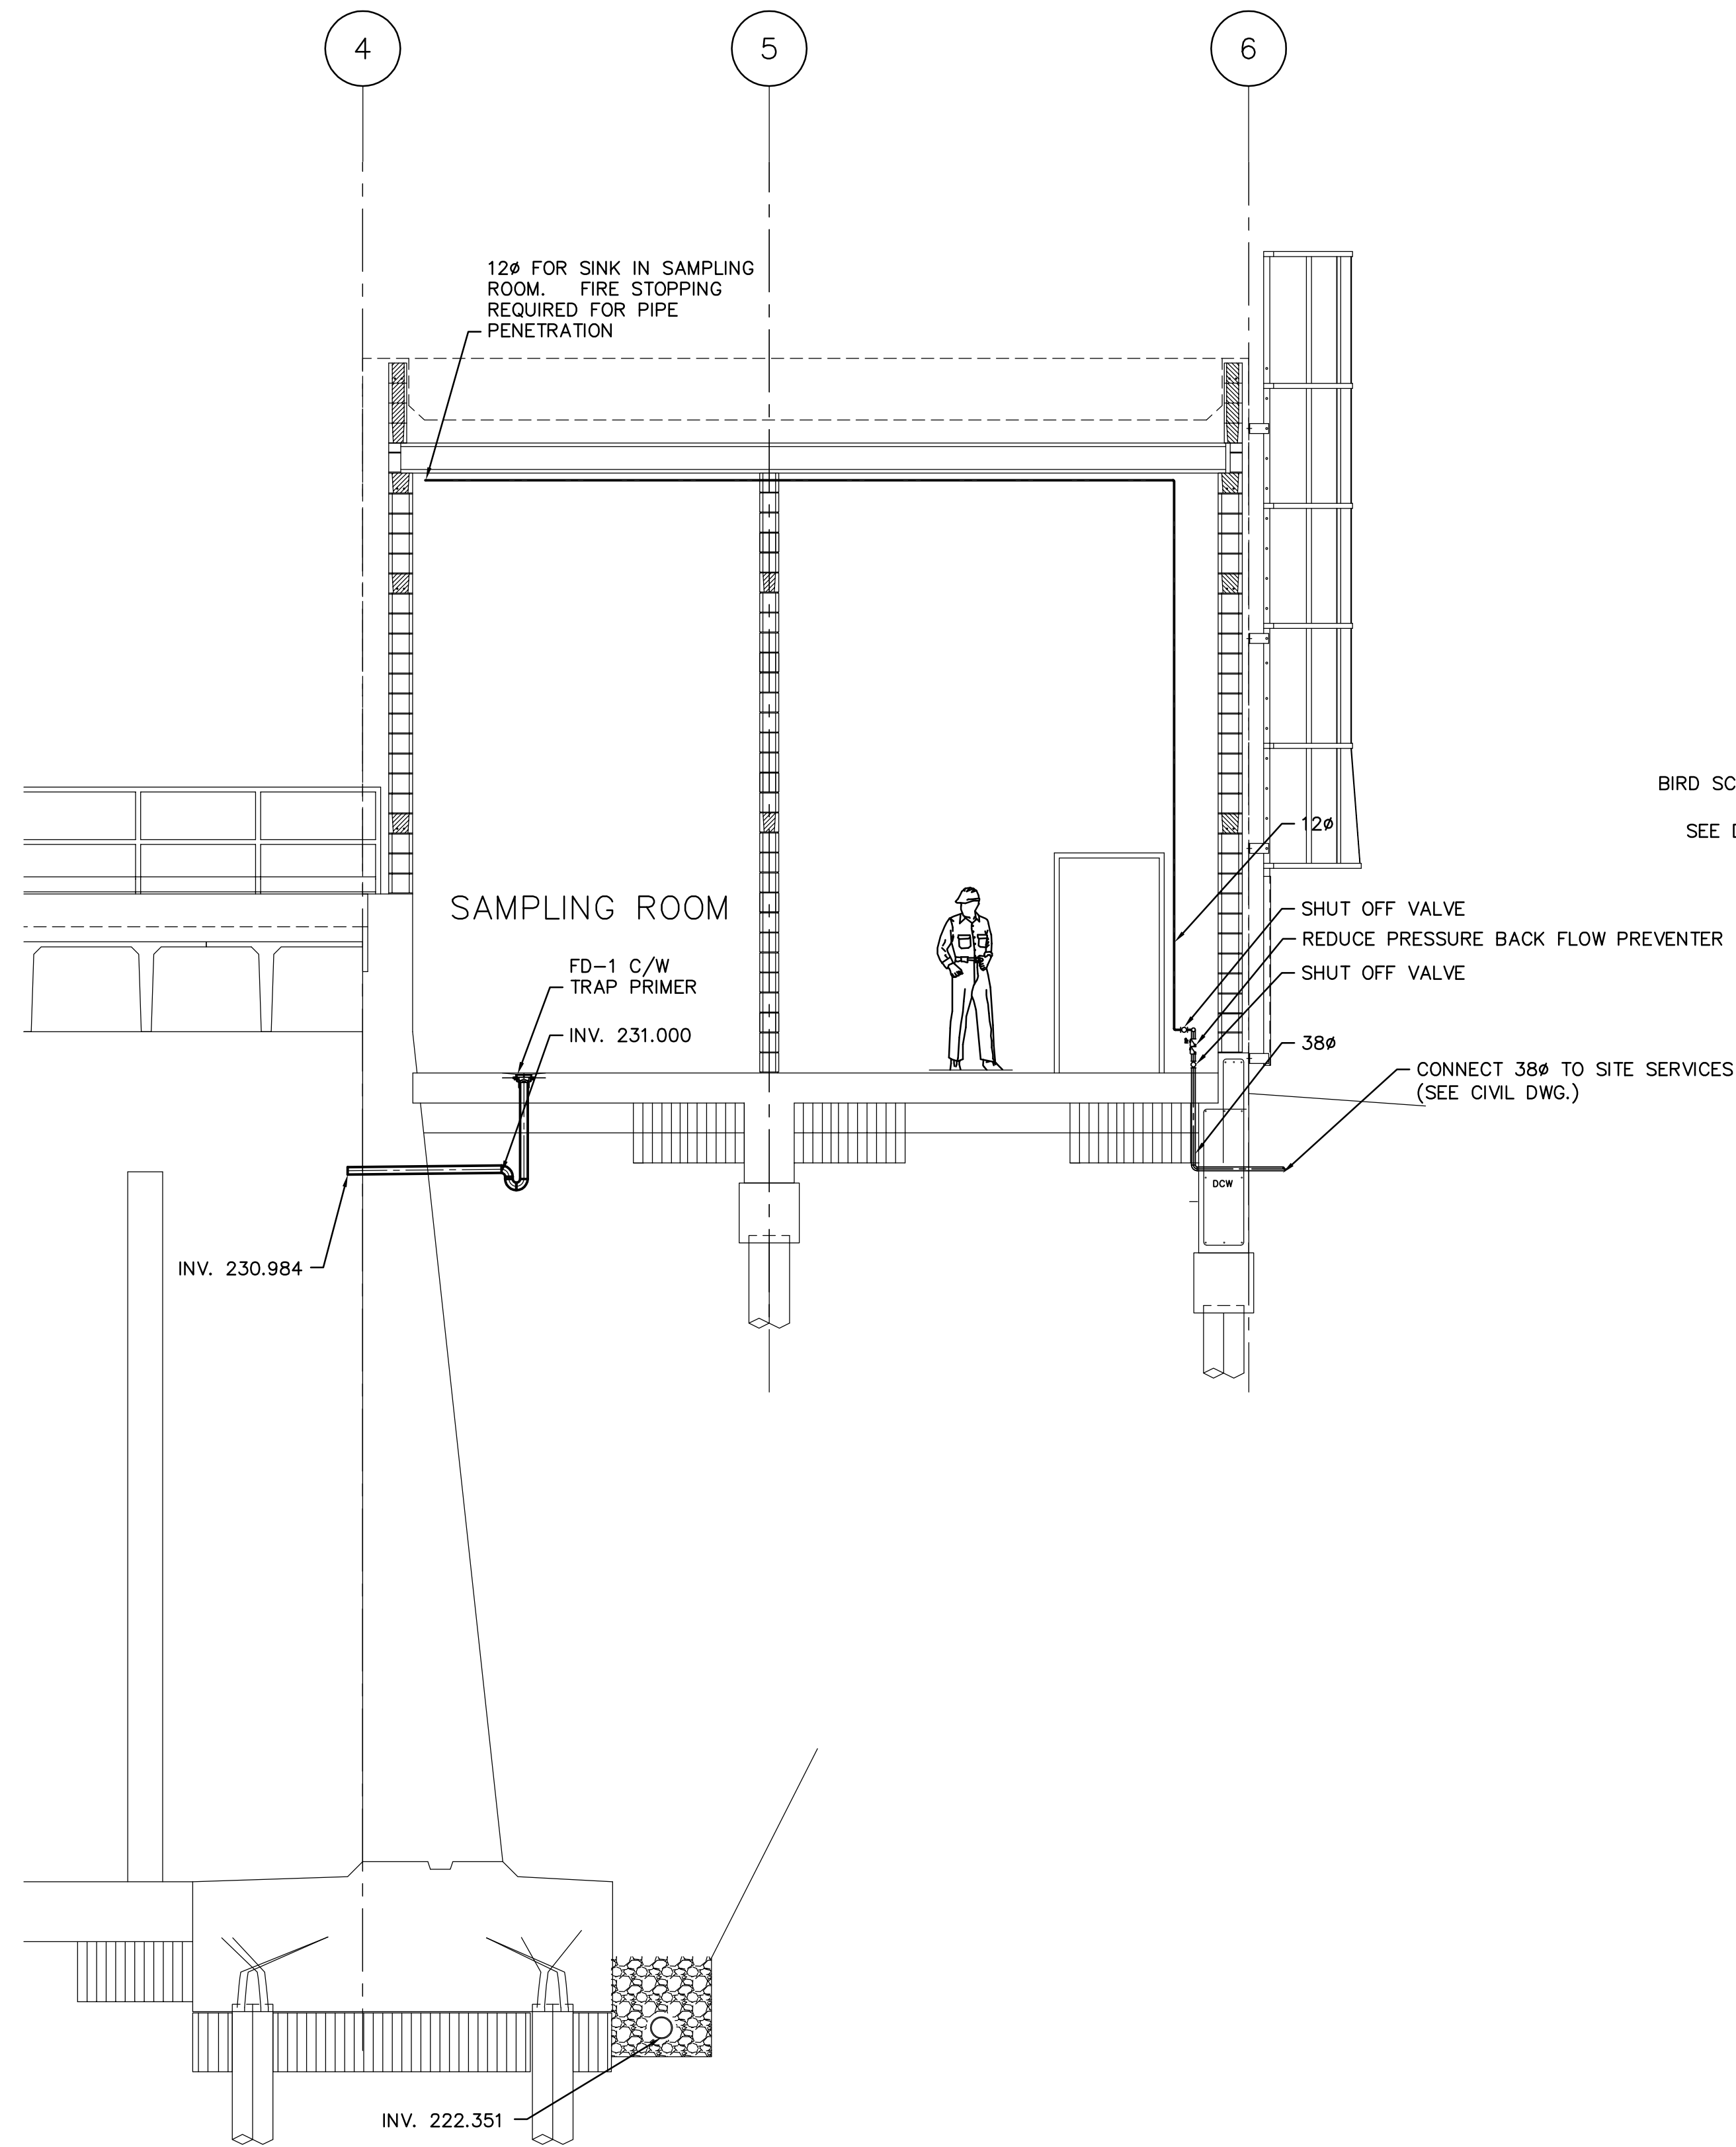 4
5
6
12ø FOR SINK IN SAMPLING
ROOM. FIRE STOPPING
REQUIRED FOR PIPE
PENETRATION
BIRD SC
12ø
SEE D
SAMPLING ROOM
SHUT OFF VALVE
REDUCE PRESSURE BACK FLOW PREVENTER
FD-1 C/W
TRAP PRIMER
SHUT OFF VALVE
INV. 231.000
38ø
CONNECT 38ø TO SITE SERVICES
(SEE CIVIL DWG.)
DCW
INV. 230.984
INV. 222.351